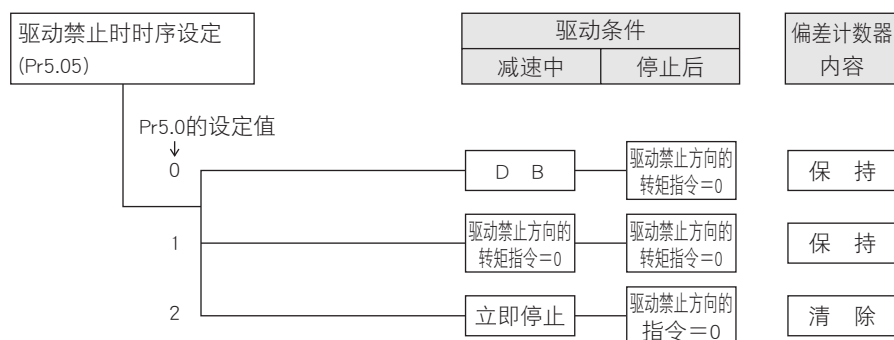 驱动禁止时时序设定
(Pr5.05)
驱动条件
减速中
停止后
偏差计数器
内容
Pr5.0的设定值
↓
0
D B
驱动禁止方向的
转矩指令=0
保 持
1
驱动禁止方向的
转矩指令=0
驱动禁止方向的
转矩指令=0
保 持
2
立即停止
驱动禁止方向的
指令=0
清 除